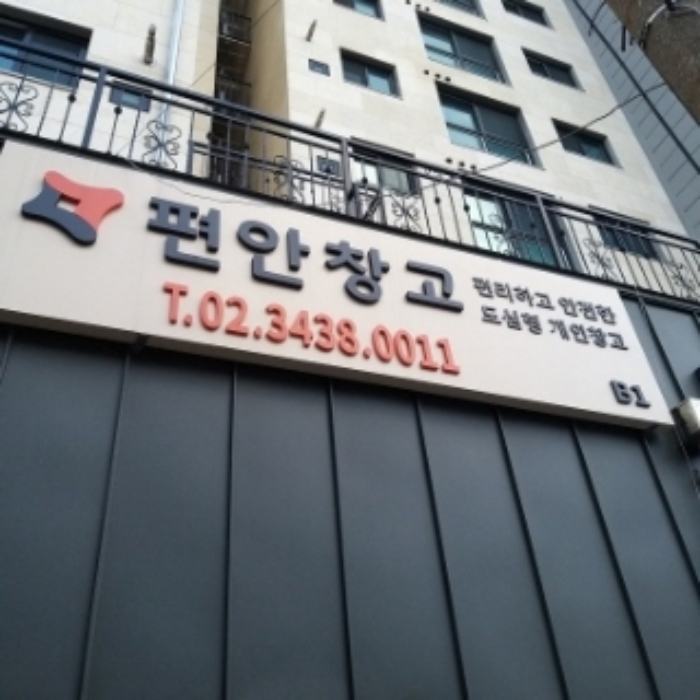 편안창고
T.02.3438.0011
편리하고 안전한
도심형 개인창고
B1